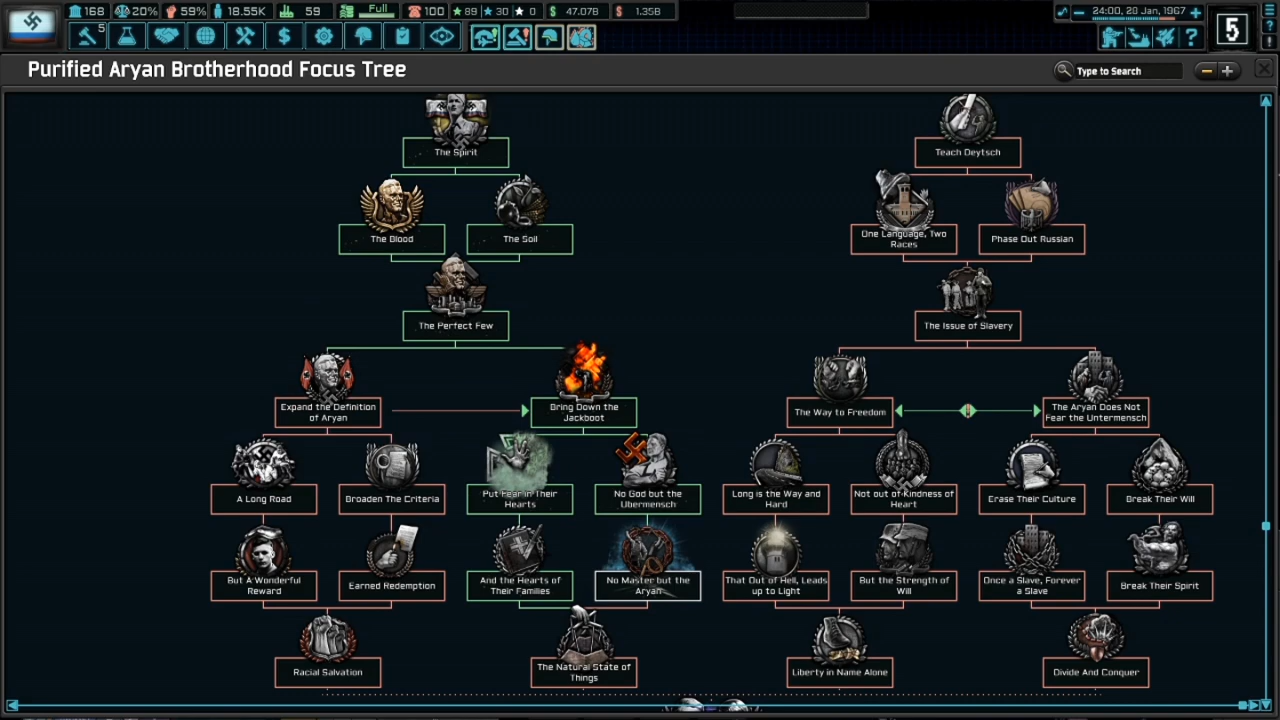 168
20%
59%
18.55K
59
Full
100
89
30
0
47.07B
1.35B
24:00, 20 Jan, 1967
5
5
Purified Aryan Brotherhood Focus Tree
Type to Search
The Spirit
Teach Deytsch
The Blood
The Soil
One Language, Two
Races
Phase Out Russian
The Perfect Few
The Issue of Slavery
Expand the Definition
of Aryan
Bring Down the
Jackboot
The Way to Freedom
The Aryan Does Not
Fear the Untermensch
A Long Road
Broaden The Criteria
Put Fear in Their
Hearts
No God but the
Ubermensch
Long is the Way and
Hard
Not out of Kindness of
Heart
Erase Their Culture
Break Their Will
But A Wonderful
Reward
Earned Redemption
And the Hearts of
Their Families
No Master but the
Aryan
That Out of Hell, Leads
up to Light
But the Strength of
Will
Once a Slave, Forever
a Slave
Break Their Spirit
Racial Salvation
The Natural State of
Things
Liberty in Name Alone
Divide And Conquer